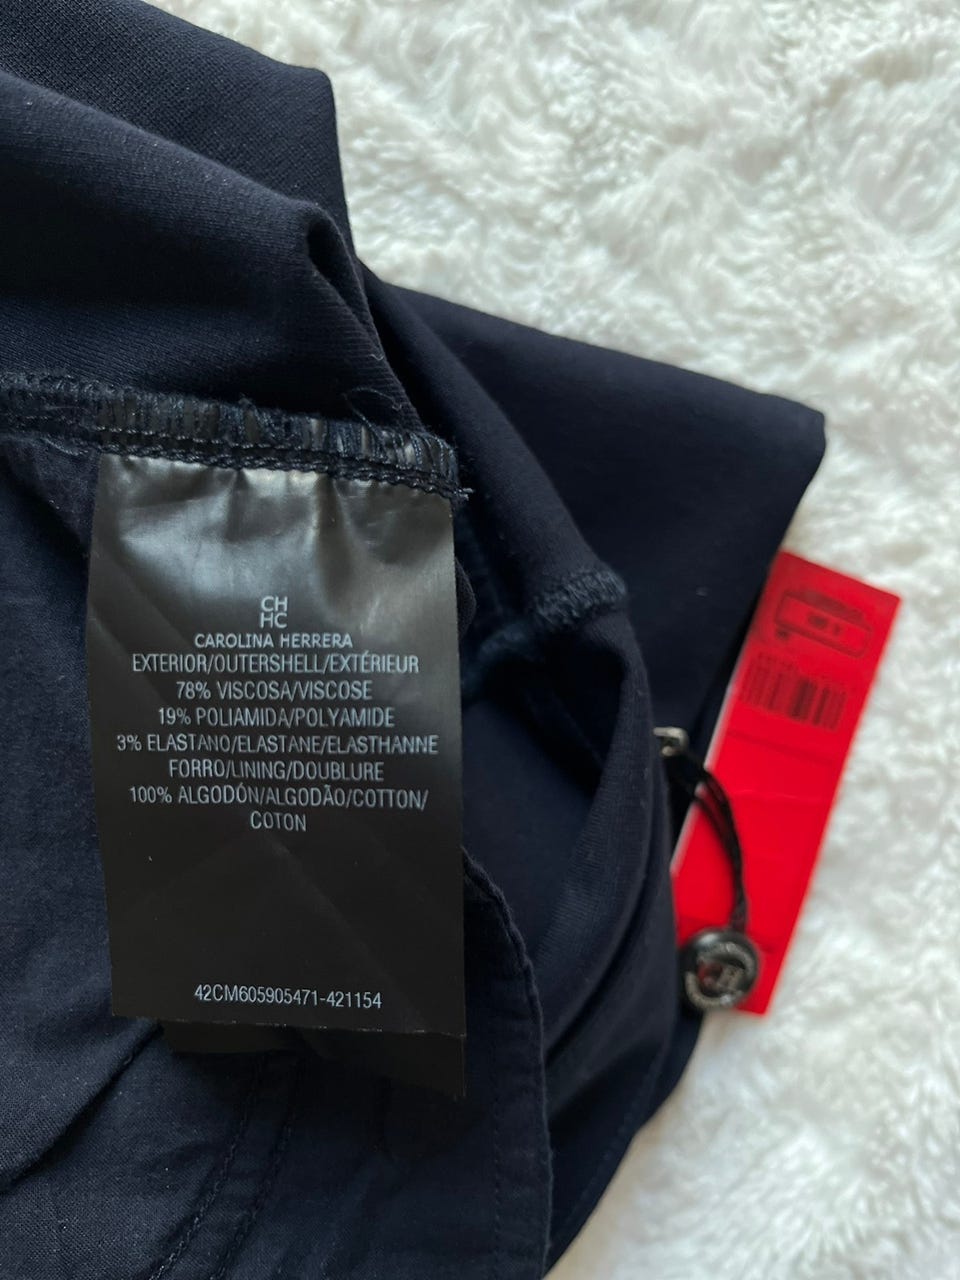 CH
HC
CAROLINA HERRERA
EXTERIOR/OUTERSHELL/EXTÉRIEUR
78% VISCOSA/VISCOSE
19% POLIAMIDA/POLYAMIDE
3% ELASTANO/ELASTANE/ELASTHANNE
FORRO/LINING/DOUBLURE
100% ALGODÓN/ALGODÃO/COTTON/
COTON
42CM605905471-421154